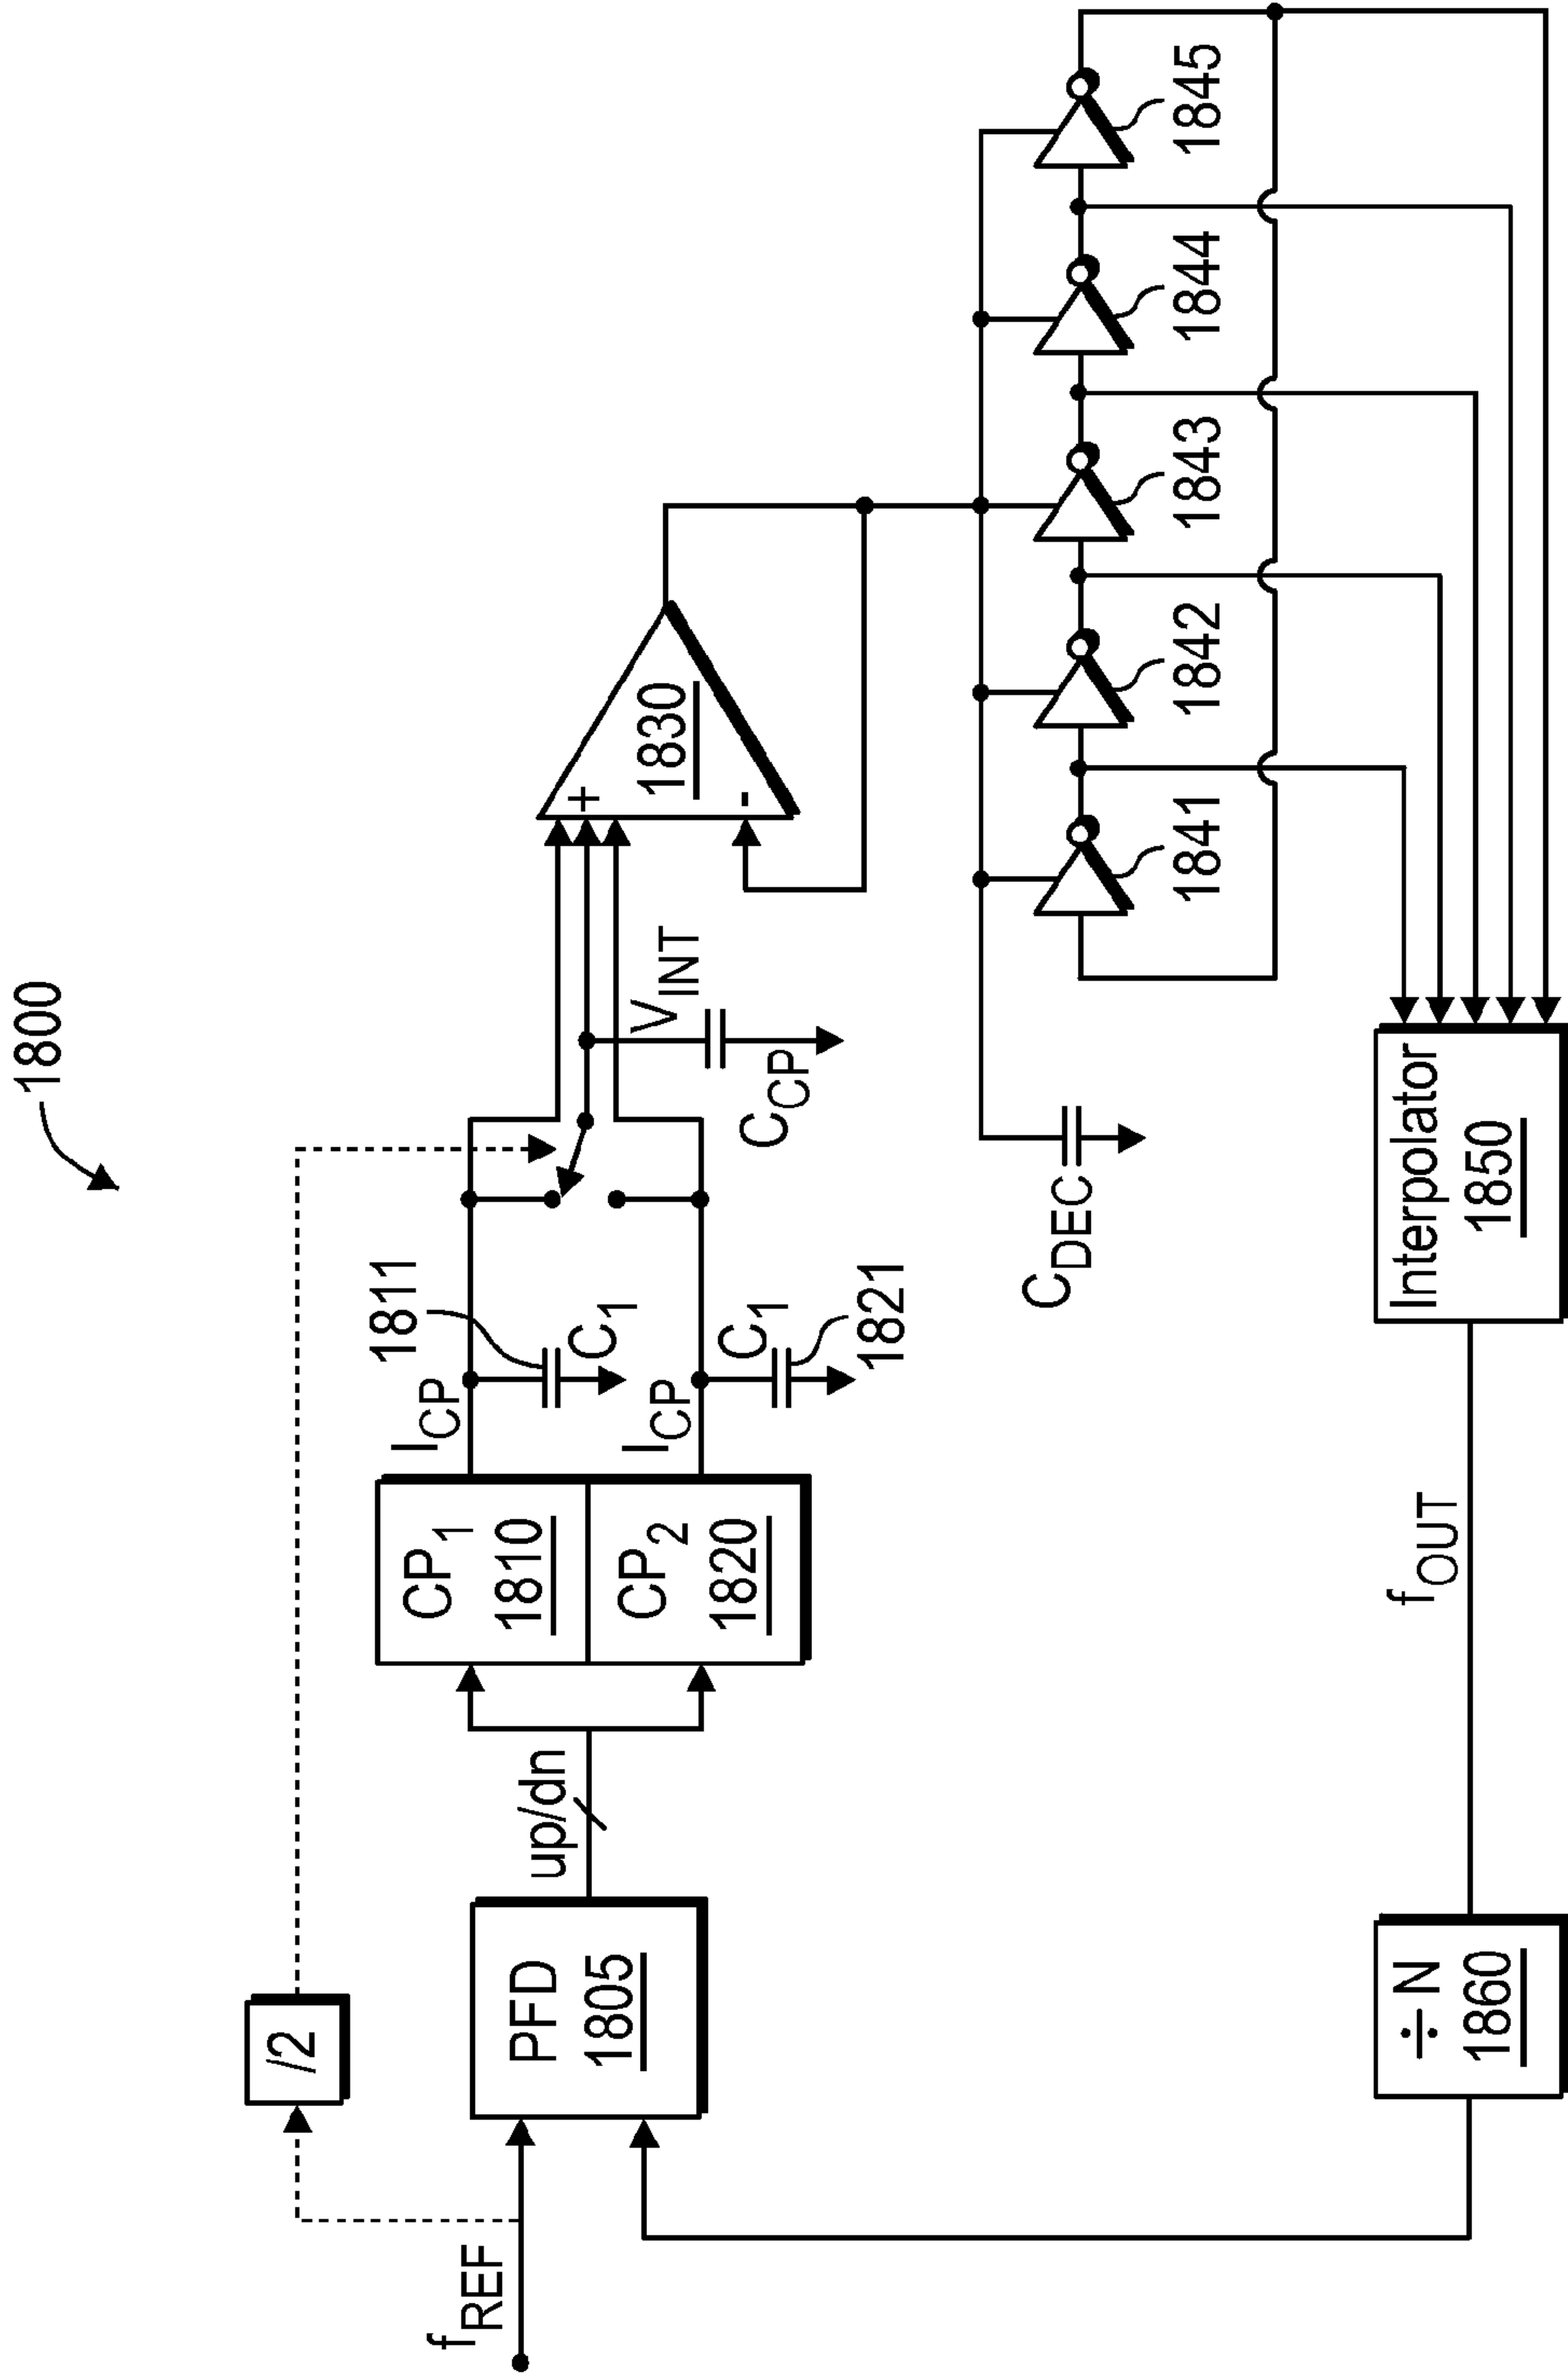 1800
f_REF
/2
PFD
1805
up/dn
CP_1
1810
CP_2
1820
I_CP
1811
C_1
I_CP
C_1
1821
V_INT
C_CP
+
-
1830
C_DEC
1841
1842
1843
1844
1845
Interpolator
1850
f_OUT
÷N
1860